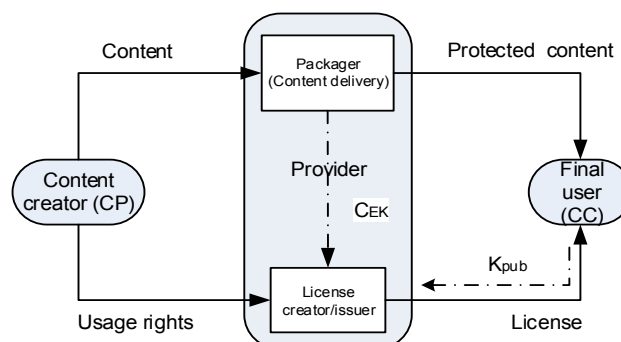 Content
Packager
(Content delivery)
Protected content
Content
creator (CP)
Provider
CEK
Final
user
(CC)
Kpub
License
creator/issuer
Usage rights
License